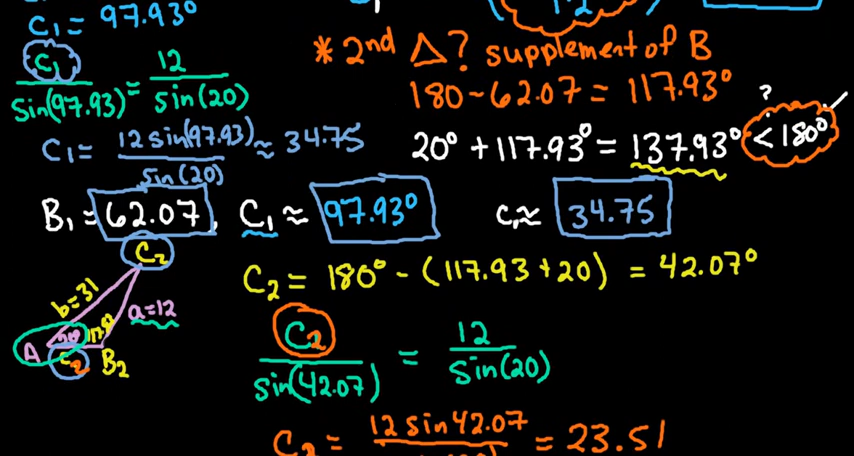 C₁ = 97.93°
* 2nd △? supplement of B
180 - 62.07 = 117.93°
c₁/sin(97.93) = 12/sin(20)
C₁ = 12 sin(97.93)/sin(20) ≈ 34.75
20° + 117.93° = 137.93° < 180° ? ✓
B₁ = 62.07, C₁ ≈ 97.93° c₁ ≈ 34.75
C₂
b=31
a=12
A
C₂
B₂
C₂ = 180° - (117.93 + 20) = 42.07°
C₂/sin(42.07) = 12/sin(20)
C₂ = 12 sin 42.07 = 23.51